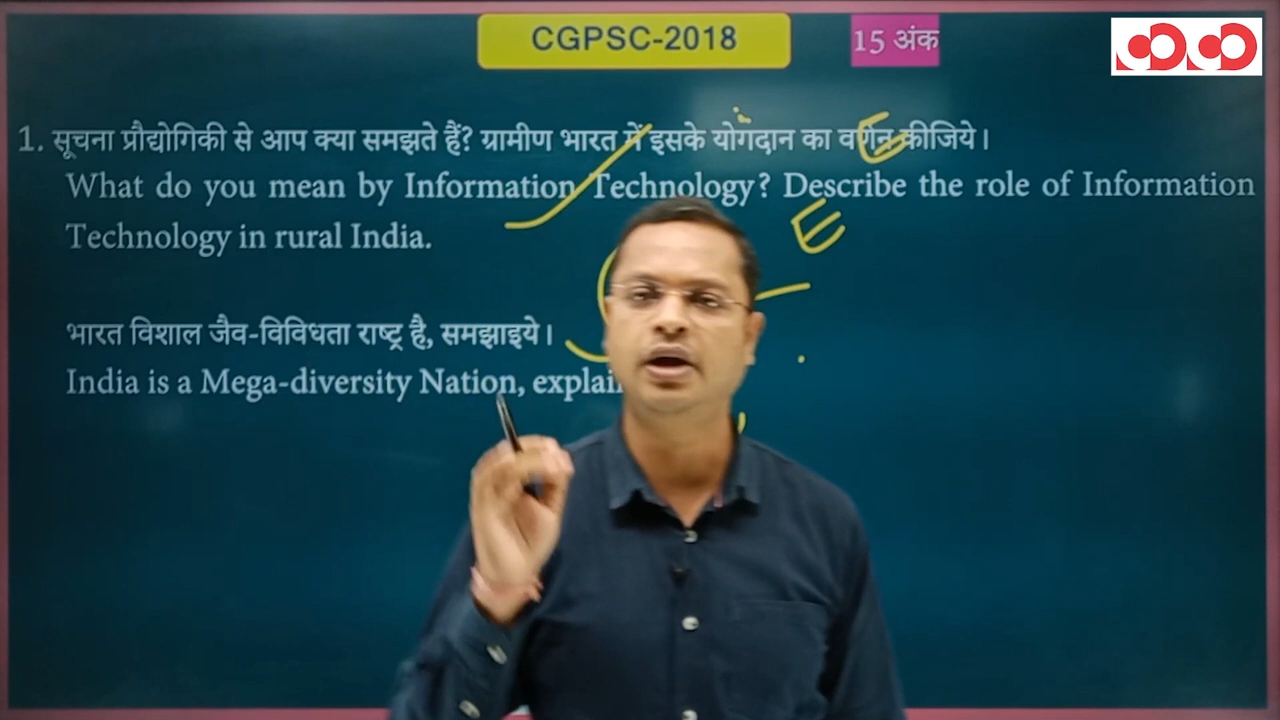 CGPSC-2018
15 अंक
1. सूचना प्रौद्योगिकी से आप क्या समझते हैं? ग्रामीण भारत में इसके योगदान का वर्णन कीजिये।
What do you mean by Information Technology? Describe the role of Information
Technology in rural India.
E
E
भारत विशाल जैव-विविधता राष्ट्र है, समझाइये।
India is a Mega-diversity Nation,